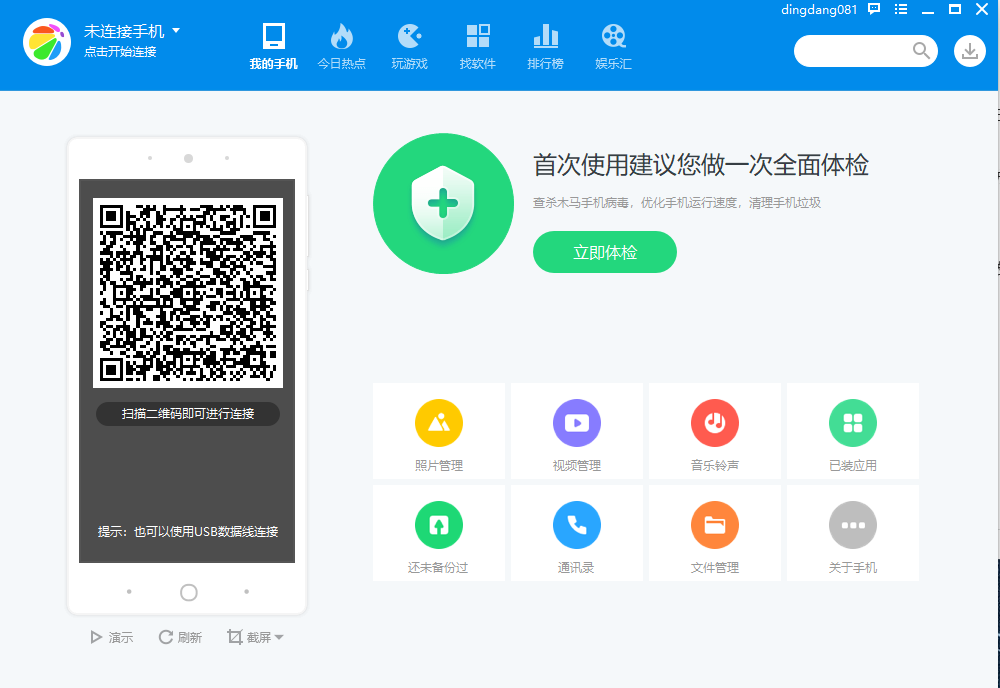 dingdang081
未连接手机
点击开始连接
我的手机 今日热点 玩游戏 找软件 排行榜 娱乐汇
首次使用建议您做一次全面体检
查杀木马手机病毒，优化手机运行速度，清理手机垃圾
立即体检
扫描二维码即可进行连接
提示：也可以使用USB数据线连接
照片管理 视频管理 音乐铃声 已装应用
还未备份过 通讯录 文件管理 关于手机
演示 刷新 截屏